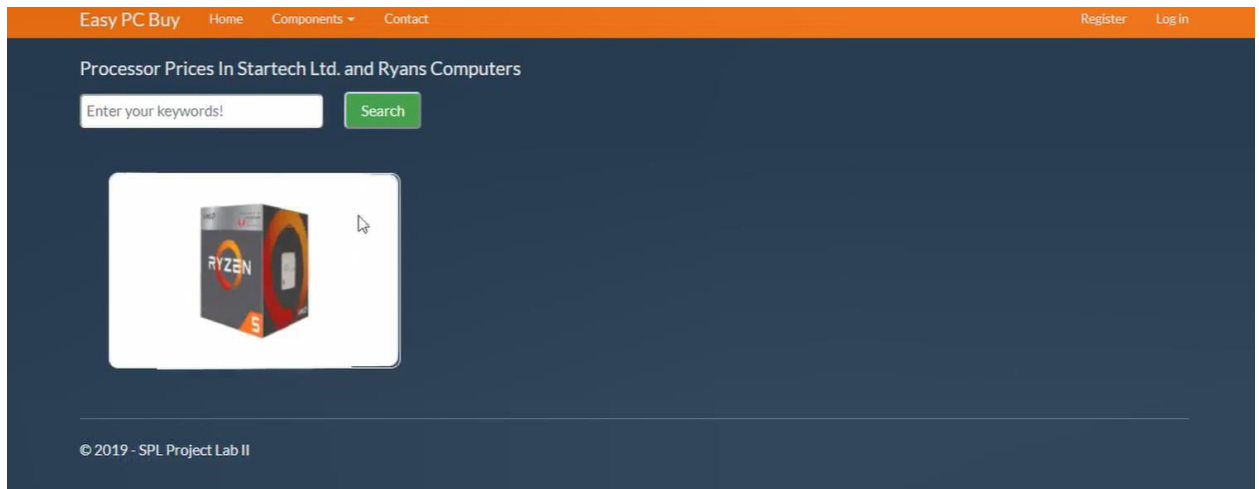 Easy PC Buy Home Components Contact Register Log in
Processor Prices In Startech Ltd. and Ryans Computers
Enter your keywords! Search
AMD
RYZEN
5
© 2019 - SPL Project Lab II